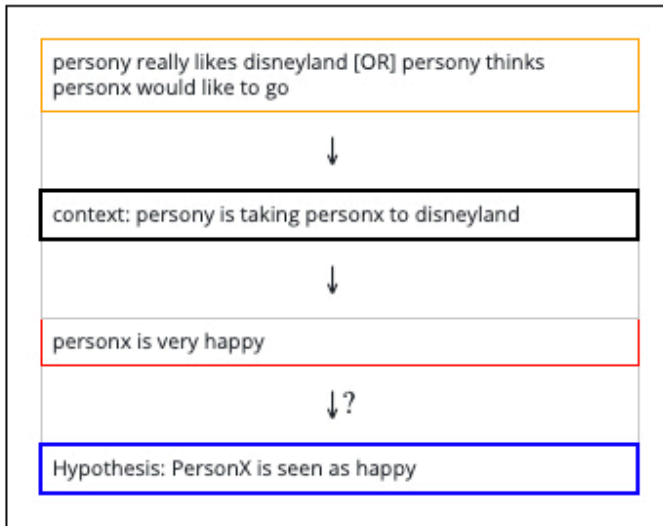 persony really likes disneyland [OR] persony thinks
personx would like to go
↓
context: persony is taking personx to disneyland
↓
personx is very happy
↓?
Hypothesis: PersonX is seen as happy